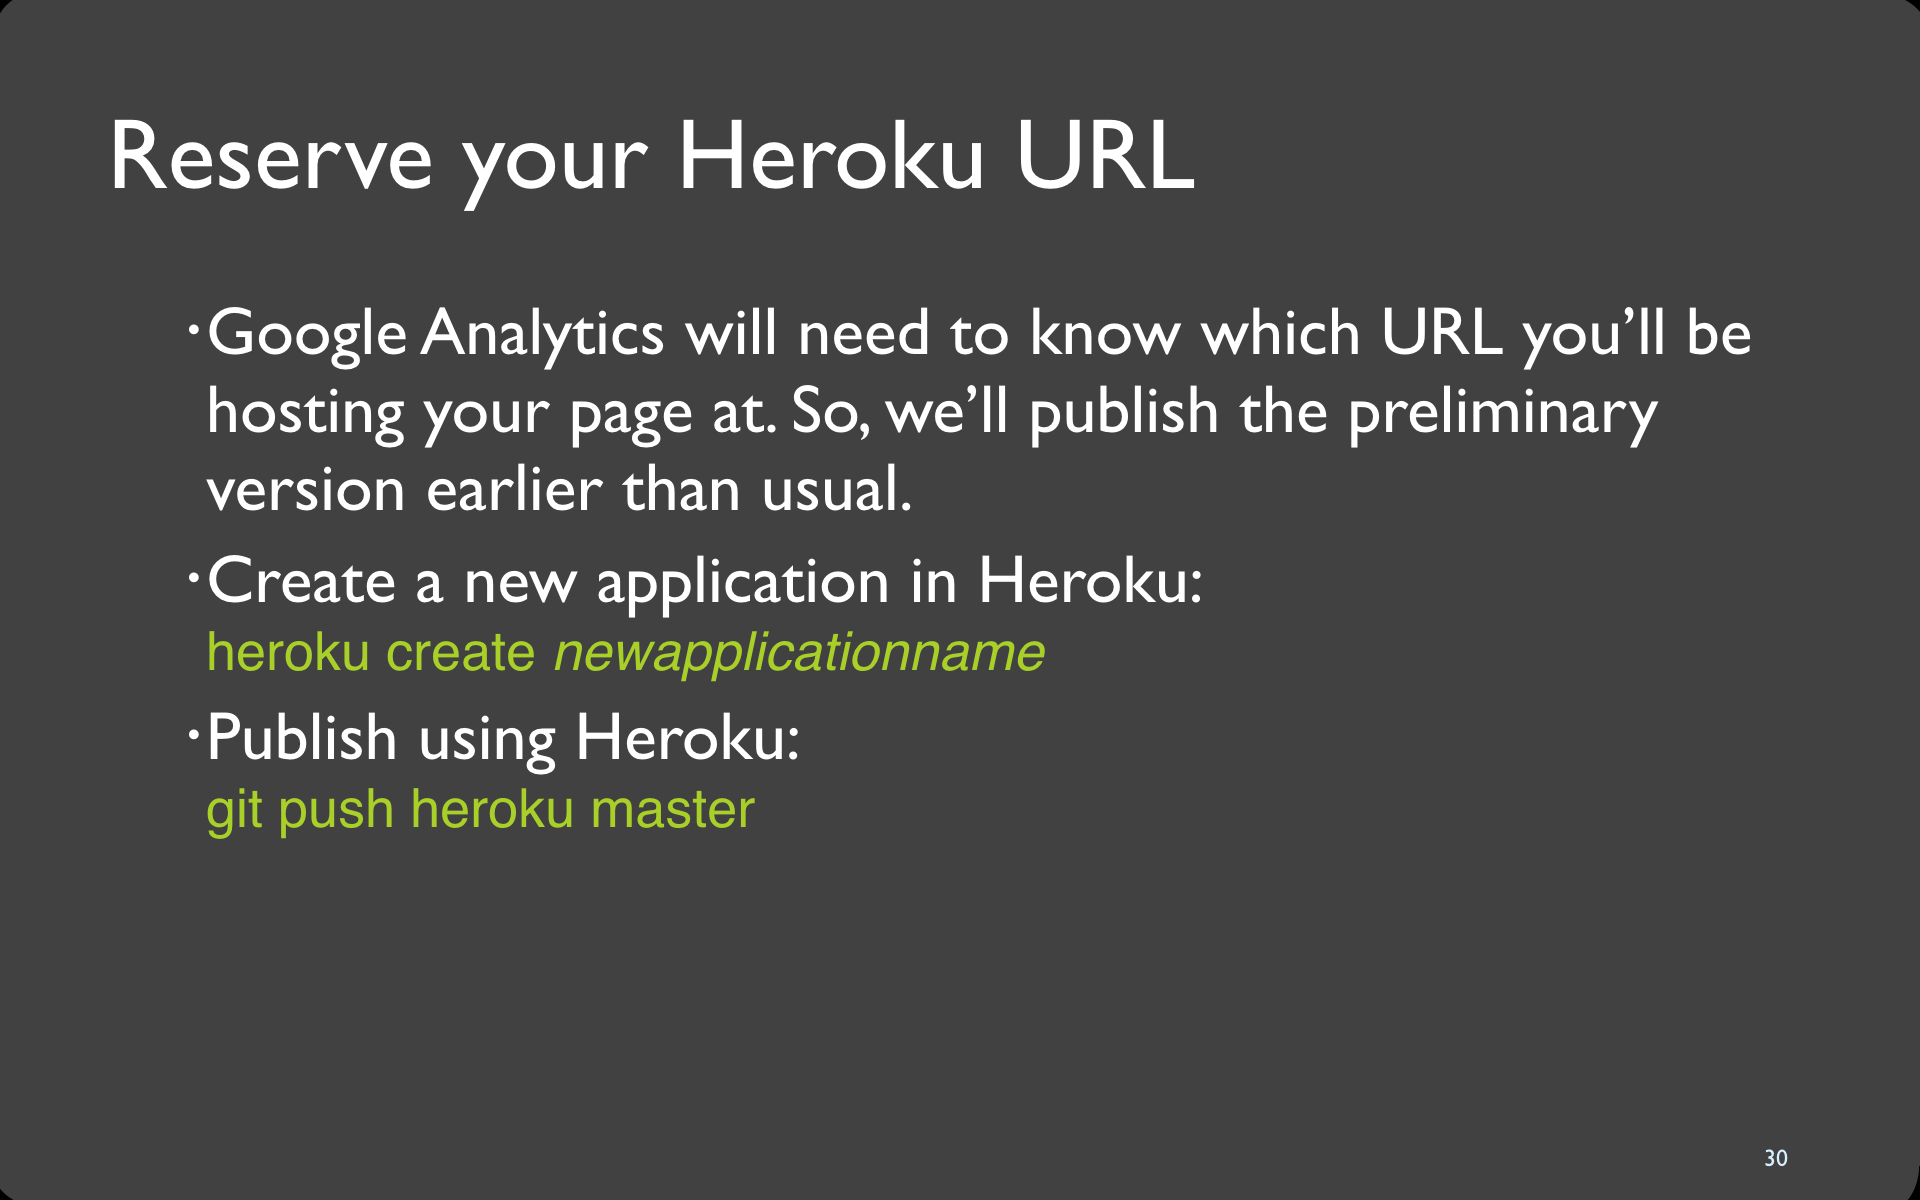 Reserve your Heroku URL
•Google Analytics will need to know which URL you’ll be
hosting your page at. So, we’ll publish the preliminary
version earlier than usual.
•Create a new application in Heroku:
heroku create newapplicationname
•Publish using Heroku:
git push heroku master
30